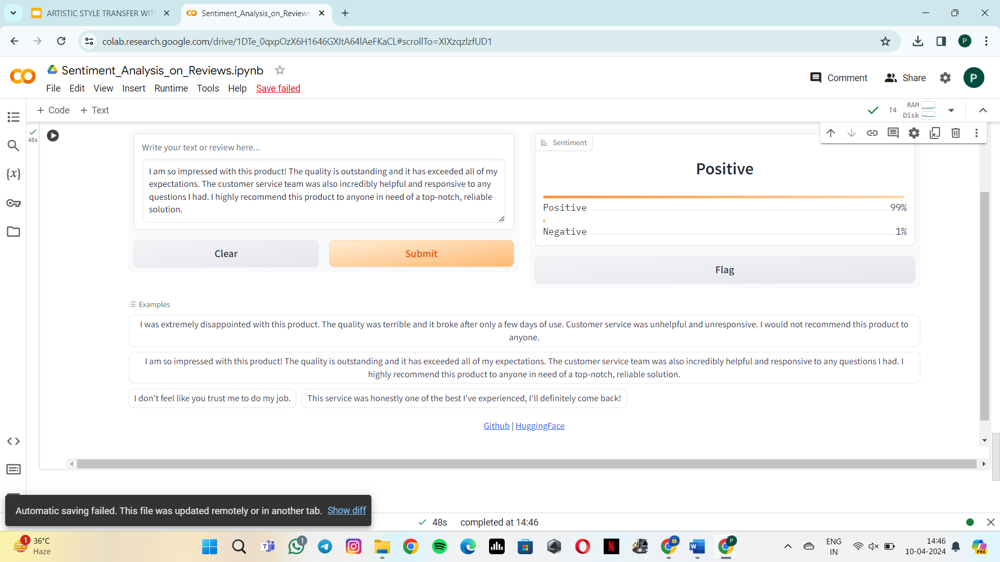 ARTISTIC STYLE TRANSFER WIT
Sentiment_Analysis_on_Reviews
colab.research.google.com/drive/1DTe_0qxpOzX6H1646GXItA64lAeFKaCL#scrollTo=XIXzqzlzfUD1
P
Sentiment_Analysis_on_Reviews.ipynb
File Edit View Insert Runtime Tools Help Save failed
Comment Share P
+ Code + Text
T4 RAM Disk
48s
Write your text or review here...
I am so impressed with this product! The quality is outstanding and it has exceeded all of my
expectations. The customer service team was also incredibly helpful and responsive to any
questions I had. I highly recommend this product to anyone in need of a top-notch, reliable
solution.
Clear Submit
Sentiment
Positive
Positive 99%
Negative 1%
Flag
Examples
I was extremely disappointed with this product. The quality was terrible and it broke after only a few days of use. Customer service was unhelpful and unresponsive. I would not recommend this product to
anyone.
I am so impressed with this product! The quality is outstanding and it has exceeded all of my expectations. The customer service team was also incredibly helpful and responsive to any questions I had. I
highly recommend this product to anyone in need of a top-notch, reliable solution.
I don't feel like you trust me to do my job. This service was honestly one of the best I've experienced, I'll definitely come back!
Github | HuggingFace
Automatic saving failed. This file was updated remotely or in another tab. Show diff
48s completed at 14:46
1 36°C
Haze
1
N
W
P
ENG
IN
14:46
10-04-2024
PRE